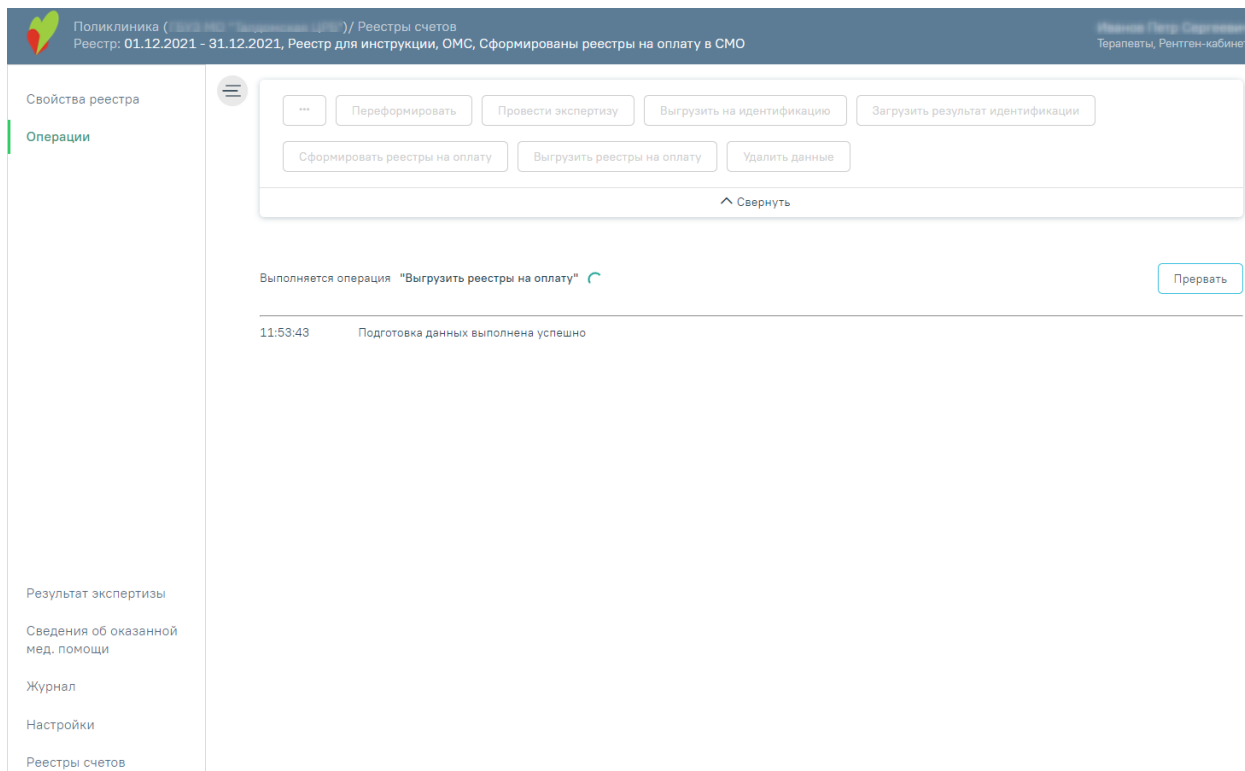 Поликлиника ( )/ Реестры счетов
Реестр: 01.12.2021 - 31.12.2021, Реестр для инструкции, ОМС, Сформированы реестры на оплату в СМО
Терапевты, Рентген-кабинет
Свойства реестра
Операции
...
Переформировать
Провести экспертизу
Выгрузить на идентификацию
Загрузить результат идентификации
Сформировать реестры на оплату
Выгрузить реестры на оплату
Удалить данные
Свернуть
Выполняется операция "Выгрузить реестры на оплату"
Прервать
11:53:43 Подготовка данных выполнена успешно
Результат экспертизы
Сведения об оказанной
мед. помощи
Журнал
Настройки
Реестры счетов